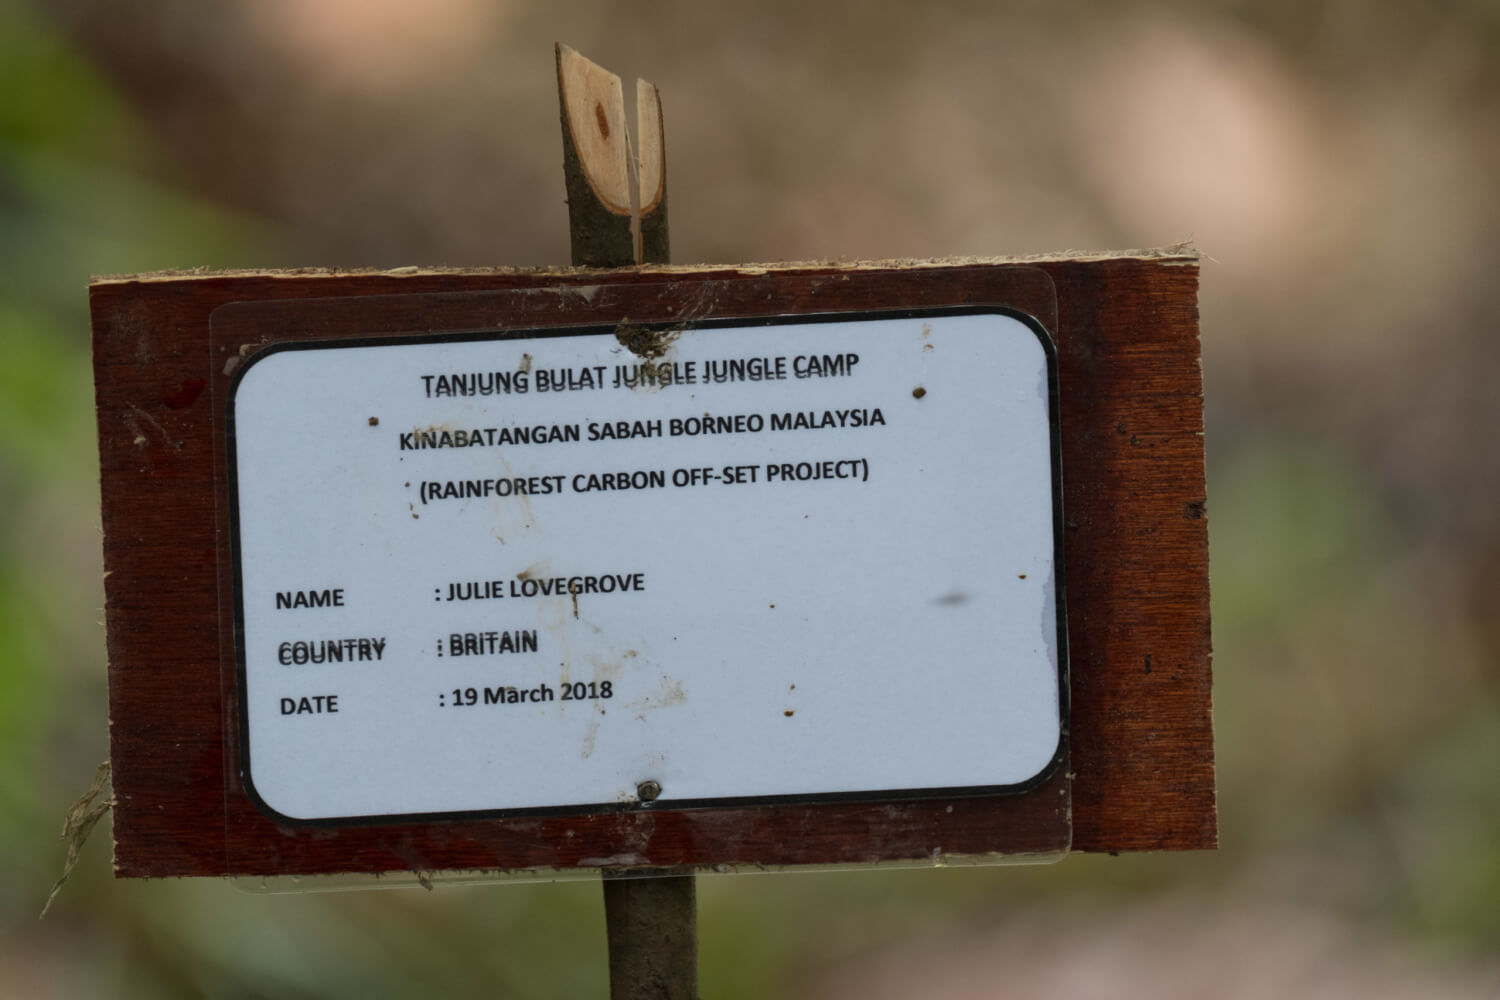 TANJUNG BULAT JUNGLE JUNGLE CAMP
KINABATANGAN SABAH BORNEO MALAYSIA
(RAINFOREST CARBON OFF-SET PROJECT)
NAME : JULIE LOVEGROVE
COUNTRY : BRITAIN
DATE : 19 March 2018